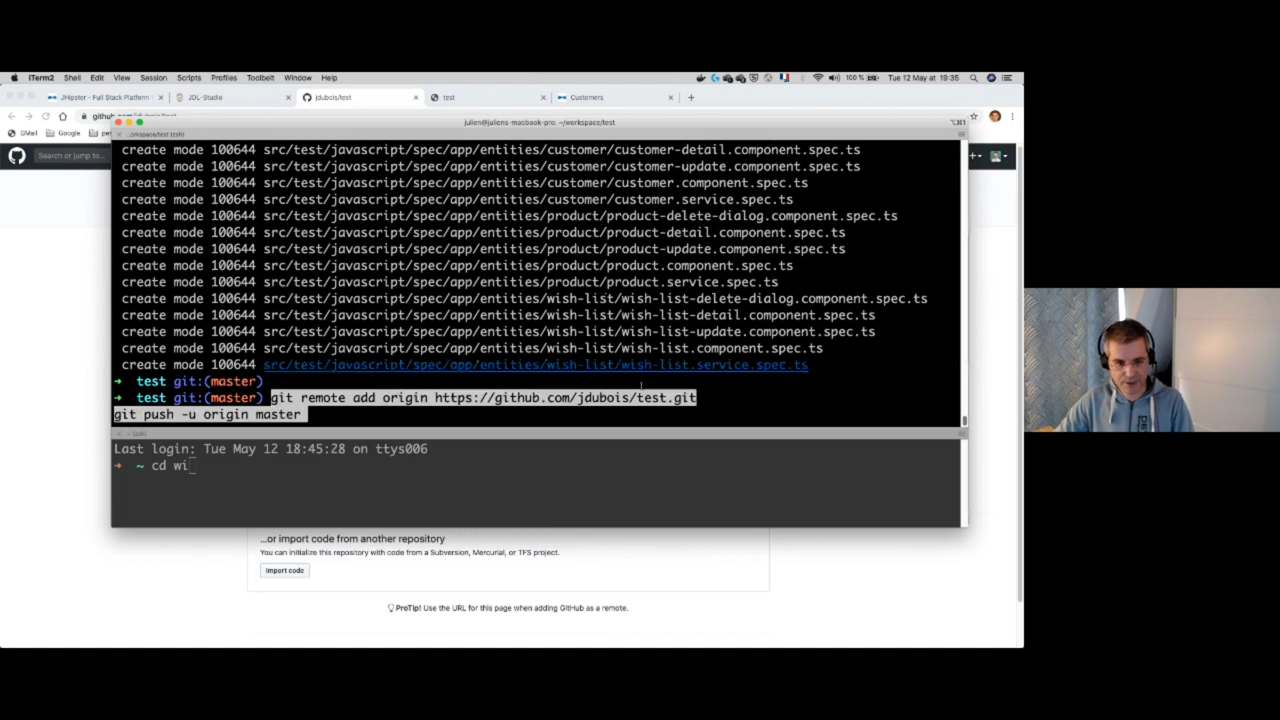 iTerm2 Shell Edit View Session Scripts Profiles Toolbelt Window Help 100 % Tue 12 May at 19:35
JHipster - Full Stack Platform JDL-Studio jdubois/test test Customers
GMail Google
julien@juliens-macbook-pro: ~/workspace/test
..orkspace/test (zsh)
Search or jump to...
create mode 100644 src/test/javascript/spec/app/entities/customer/customer-detail.component.spec.ts
create mode 100644 src/test/javascript/spec/app/entities/customer/customer-update.component.spec.ts
create mode 100644 src/test/javascript/spec/app/entities/customer/customer.component.spec.ts
create mode 100644 src/test/javascript/spec/app/entities/customer/customer.service.spec.ts
create mode 100644 src/test/javascript/spec/app/entities/product/product-delete-dialog.component.spec.ts
create mode 100644 src/test/javascript/spec/app/entities/product/product-detail.component.spec.ts
create mode 100644 src/test/javascript/spec/app/entities/product/product-update.component.spec.ts
create mode 100644 src/test/javascript/spec/app/entities/product/product.component.spec.ts
create mode 100644 src/test/javascript/spec/app/entities/product/product.service.spec.ts
create mode 100644 src/test/javascript/spec/app/entities/wish-list/wish-list-delete-dialog.component.spec.ts
create mode 100644 src/test/javascript/spec/app/entities/wish-list/wish-list-detail.component.spec.ts
create mode 100644 src/test/javascript/spec/app/entities/wish-list/wish-list-update.component.spec.ts
create mode 100644 src/test/javascript/spec/app/entities/wish-list/wish-list.component.spec.ts
create mode 100644 src/test/javascript/spec/app/entities/wish-list/wish-list.service.spec.ts
➜ test git:(master)
➜ test git:(master) git remote add origin https://github.com/jdubois/test.git
git push -u origin master
~ (zsh)
Last login: Tue May 12 18:45:28 on ttys006
➜ ~ cd wi
...or import code from another repository
You can initialize this repository with code from a Subversion, Mercurial, or TFS project.
Import code
ProTip! Use the URL for this page when adding GitHub as a remote.